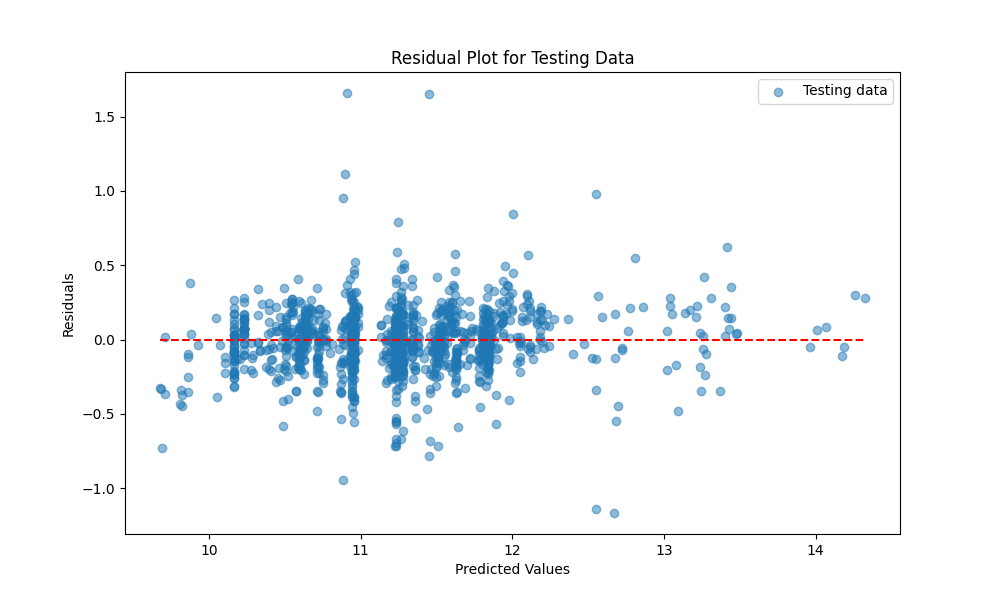 Residual Plot for Testing Data
Testing data
1.5
1.0
0.5
0.0
−0.5
−1.0
Residuals
10 11 12 13 14
Predicted Values